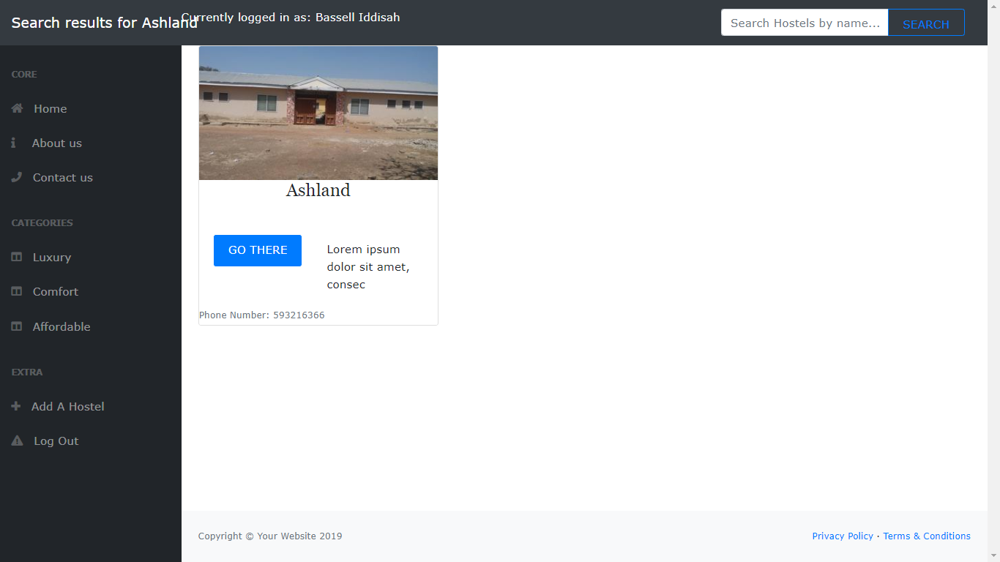 Search results for Ashland
Currently logged in as: Bassell Iddisah
Search Hostels by name...
SEARCH
CORE
Home
About us
Contact us
CATEGORIES
Luxury
Comfort
Affordable
EXTRA
Add A Hostel
Log Out
Ashland
GO THERE
Lorem ipsum
dolor sit amet,
consec
Phone Number: 593216366
Copyright © Your Website 2019
Privacy Policy · Terms & Conditions